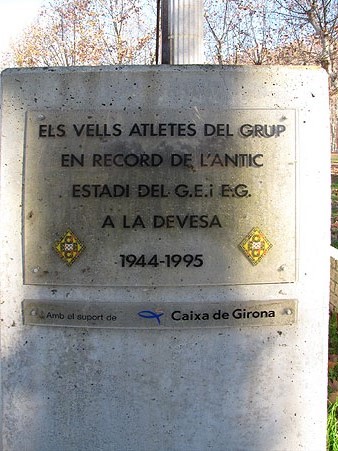 ELS VELLS ATLETES DEL GRUP
EN RECORD DE L'ANTIC
ESTADI DEL G.E.i E.G.
A LA DEVESA
1944-1995
Amb el suport de Caixa de Girona